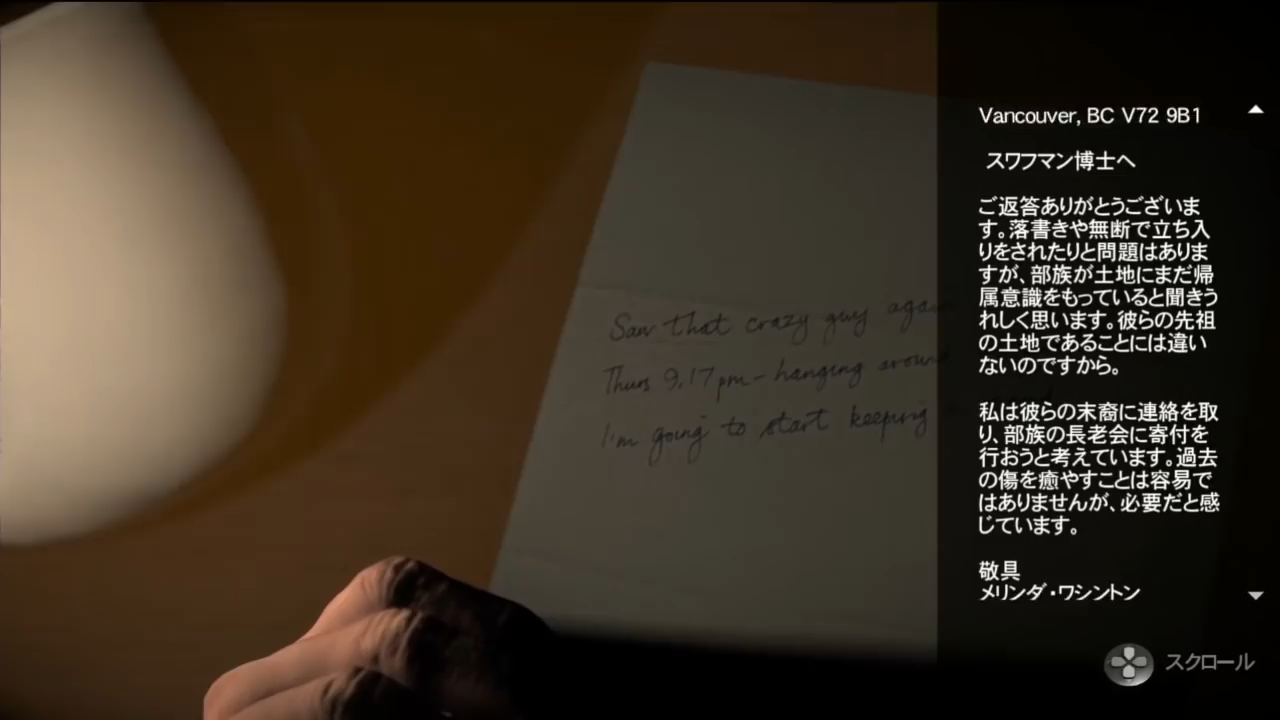 Saw that crazy guy
Thurs 9.17pm - hanging around
I'm going to start keeping
Vancouver, BC V72 9B1
スワフマン博士へ
ご返答ありがとうございま
す。落書きや無断で立ち入
りをされたりと問題はありま
すが、部族が土地にまだ帰
属意識をもっていると聞きう
れしく思います。彼らの先祖
の土地であることには違い
ないのですから。
私は彼らの末裔に連絡を取
り、部族の長老会に寄付を
行おうと考えています。過去
の傷を癒やすことは容易で
はありませんが、必要だと感
じています。
敬具
メリンダ・ワシントン
スクロール